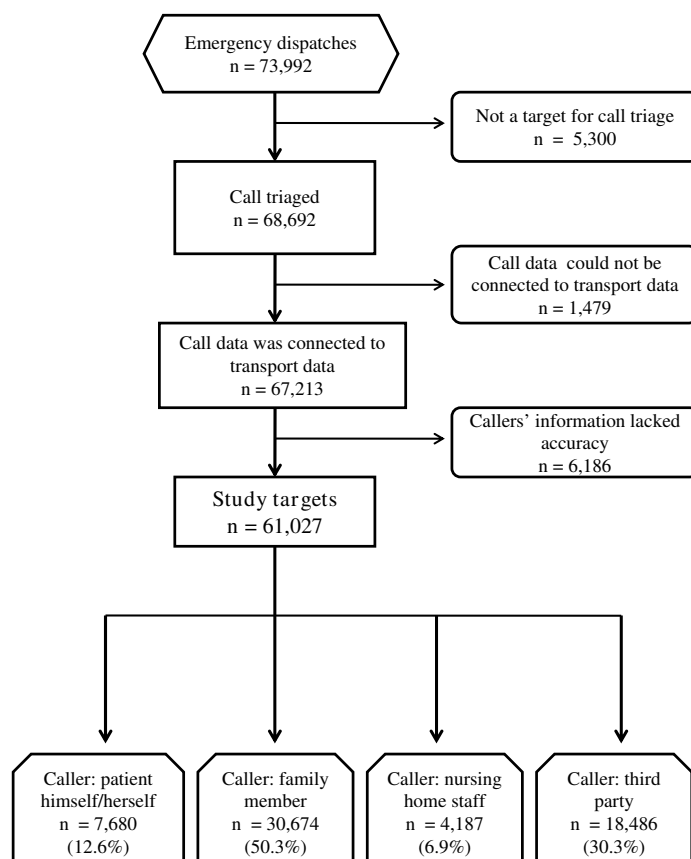 Emergency dispatches
n = 73,992
Not a target for call triage
n = 5,300
Call triaged
n = 68,692
Call data could not be
connected to transport data
n = 1,479
Call data was connected to
transport data
n = 67,213
Callers’ information lacked
accuracy
n = 6,186
Study targets
n = 61,027
Caller: patient
himself/herself
n = 7,680
(12.6%)
Caller: family
member
n = 30,674
(50.3%)
Caller: nursing
home staff
n = 4,187
(6.9%)
Caller: third
party
n = 18,486
(30.3%)